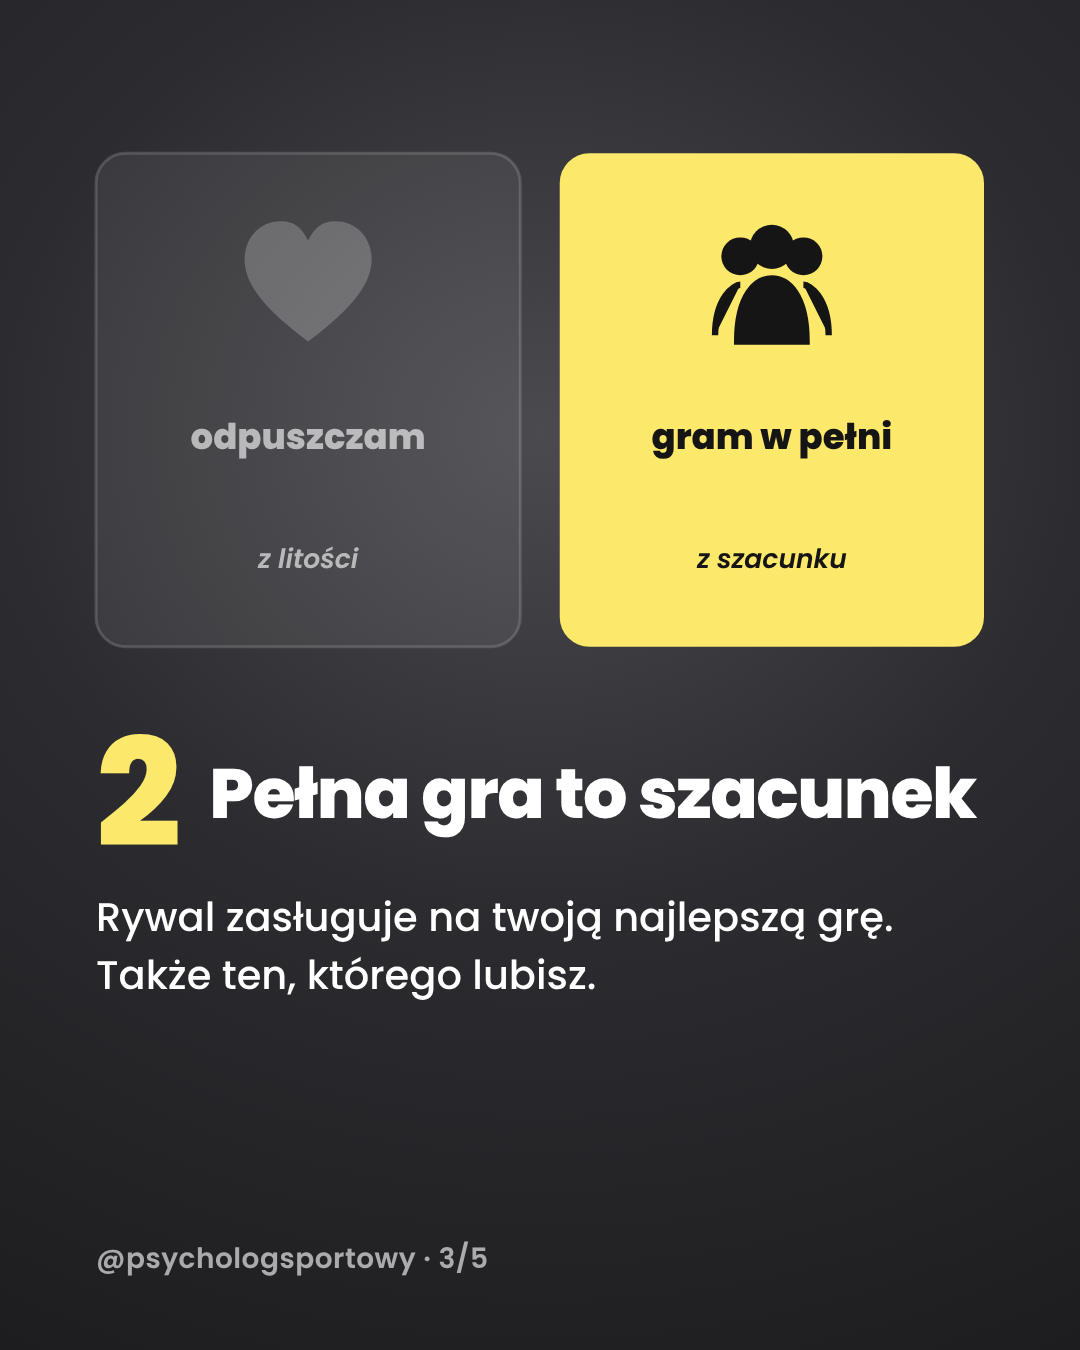 odpuszczam
z litości
gram w pełni
z szacunku
2 Pełna gra to szacunek
Rywal zasługuje na twoją najlepszą grę.
Także ten, którego lubisz.
@psychologsportowy · 3/5